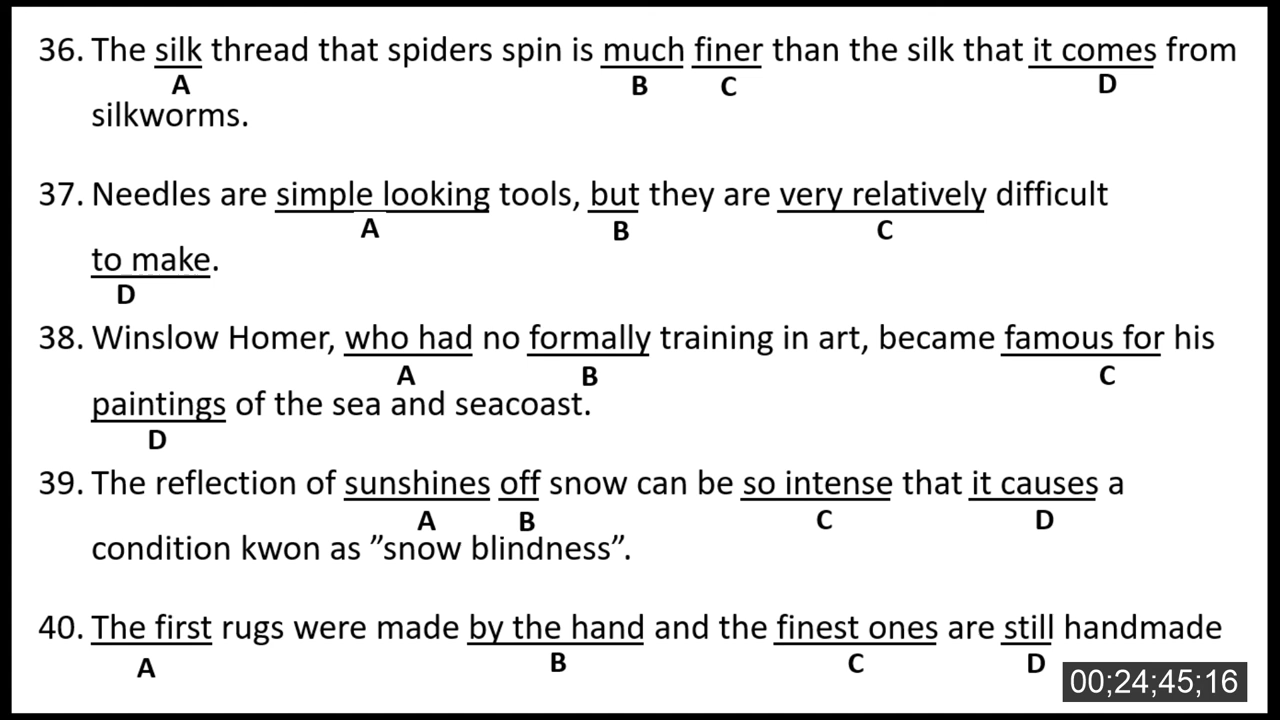 36. The silk thread that spiders spin is much finer than the silk that it comes from
A B C D
silkworms.
37. Needles are simple looking tools, but they are very relatively difficult
A B C
to make.
D
38. Winslow Homer, who had no formally training in art, became famous for his
A B C
paintings of the sea and seacoast.
D
39. The reflection of sunshines off snow can be so intense that it causes a
A B C D
condition kwon as ”snow blindness”.
40. The first rugs were made by the hand and the finest ones are still handmade
A B C D
00;24;45;16